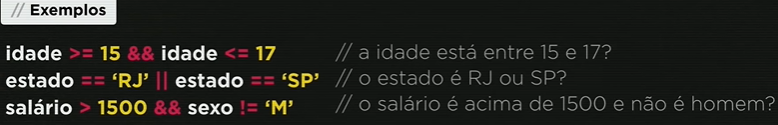 // Exemplos
idade >= 15 && idade <= 17 // a idade está entre 15 e 17?
estado == ‘RJ’ || estado == ‘SP’ // o estado é RJ ou SP?
salário > 1500 && sexo != ‘M’ // o salário é acima de 1500 e não é homem?